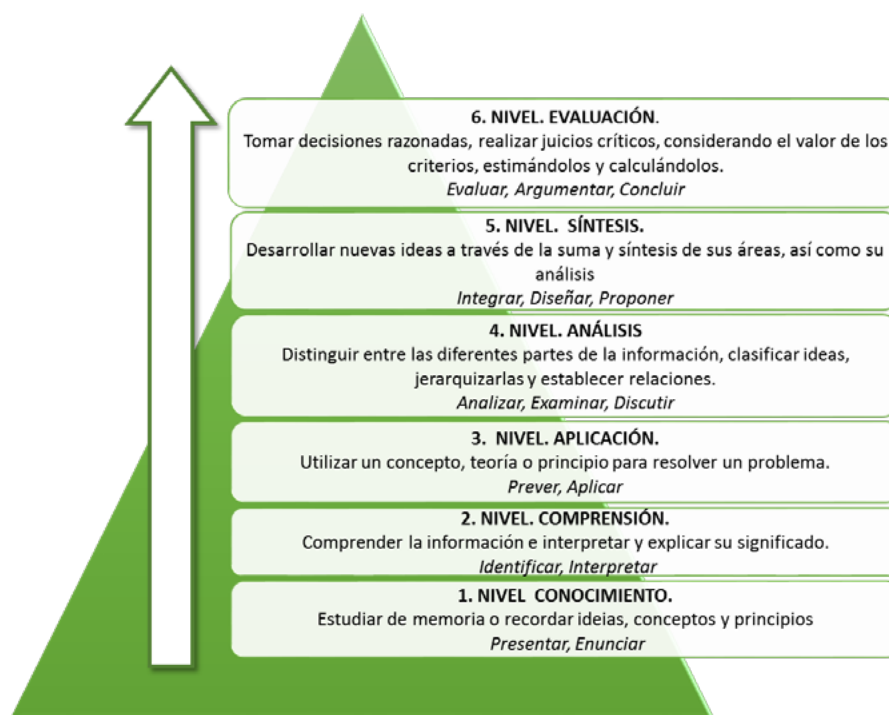 6. NIVEL. EVALUACIÓN.
Tomar decisiones razonadas, realizar juicios críticos, considerando el valor de los
criterios, estimándolos y calculándolos.
Evaluar, Argumentar, Concluir
5. NIVEL. SÍNTESIS.
Desarrollar nuevas ideas a través de la suma y síntesis de sus áreas, así como su
análisis
Integrar, Diseñar, Proponer
4. NIVEL. ANÁLISIS
Distinguir entre las diferentes partes de la información, clasificar ideas,
jerarquizarlas y establecer relaciones.
Analizar, Examinar, Discutir
3. NIVEL. APLICACIÓN.
Utilizar un concepto, teoría o principio para resolver un problema.
Prever, Aplicar
2. NIVEL. COMPRENSIÓN.
Comprender la información e interpretar y explicar su significado.
Identificar, Interpretar
1. NIVEL CONOCIMIENTO.
Estudiar de memoria o recordar ideias, conceptos y principios
Presentar, Enunciar